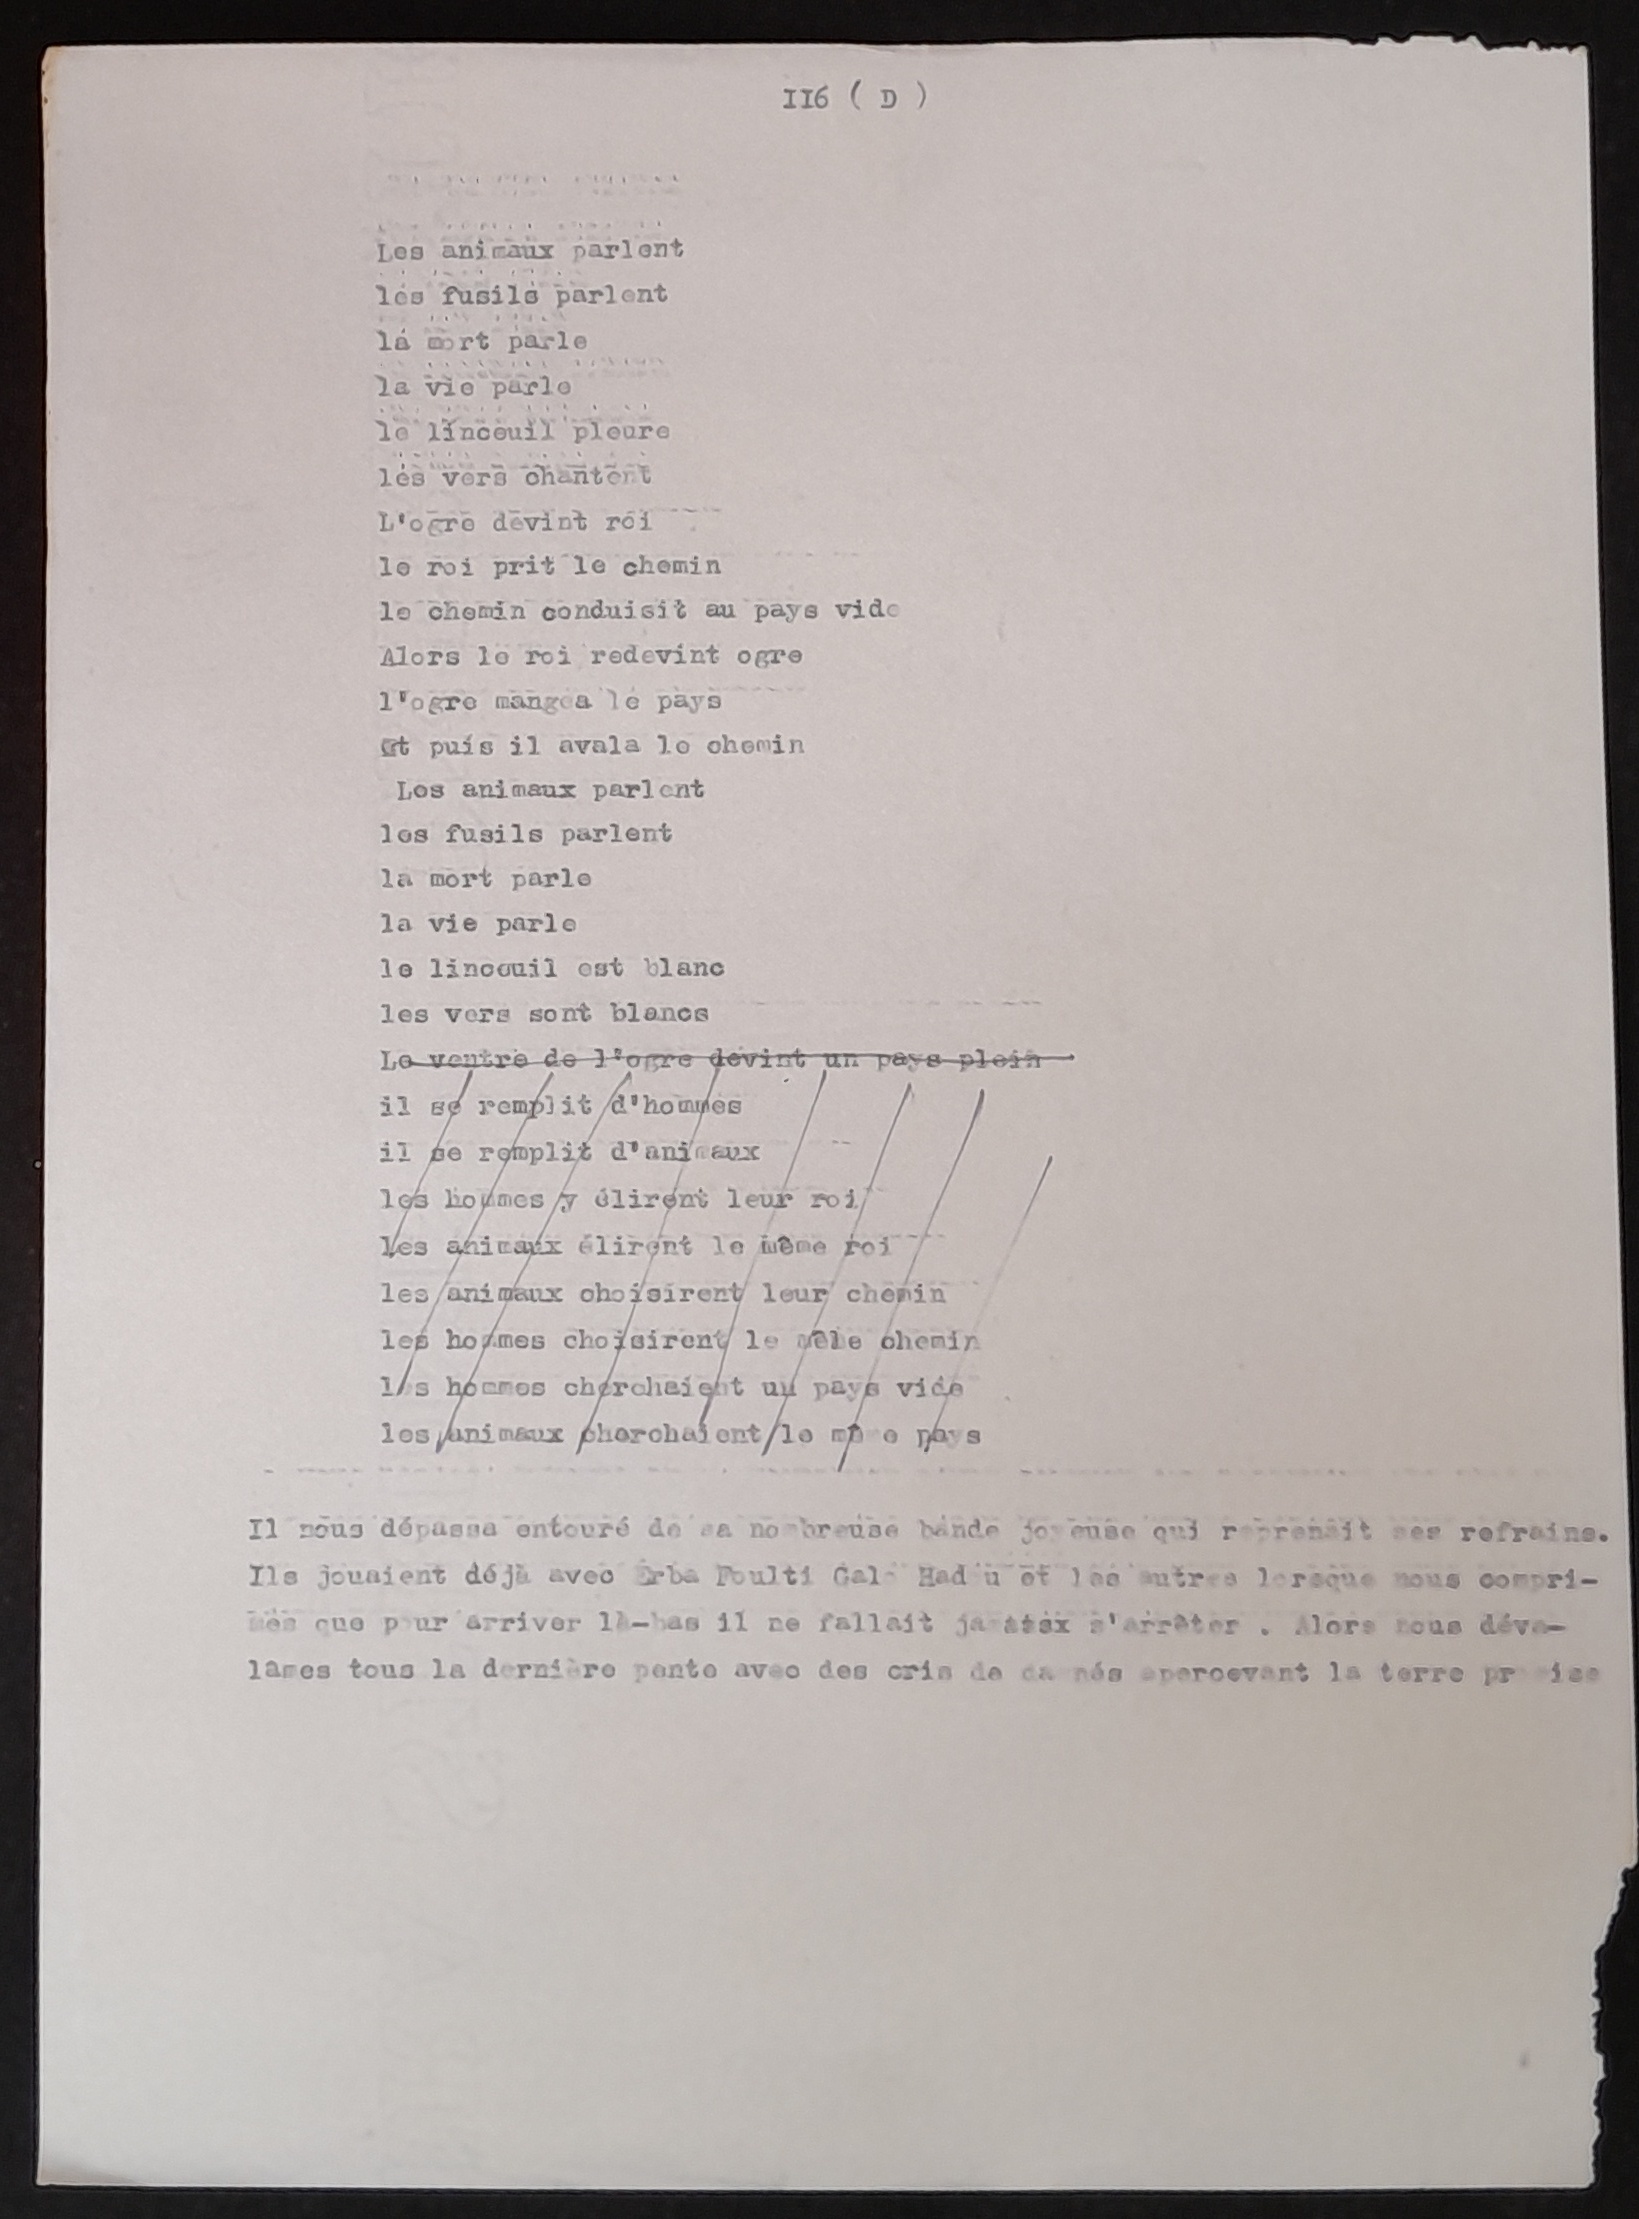 II6 ( D )
Les animaux parlent
les fusils parlent
la mort parle
la vie parle
le linceuil pleure
les vers chantent
L'ogre devint roi
le roi prit le chemin
le chemin conduisit au pays vide
Alors le roi redevint ogre
l'ogre mangea le pays
et puis il avala le chemin
Les animaux parlent
les fusils parlent
la mort parle
la vie parle
le linceuil est blanc
les vers sont blancs
Le ventre de l'ogre devint un pays plein
il se remplit d'hommes
il se remplit d'animaux
les hommes y élirent leur roi
les animaux élirent le même roi
les animaux choisirent leur chemin
les hommes choisirent le chemin
les hommes cherchaient un pays vide
les animaux cherchaient le même pays
Il nous dépassa entouré de sa nombreuse bande joyeuse qui reprenait ses refrains.
Ils jouaient déjà avec Foulti et les autres lorsque nous compri-
mes que pour arriver là-bas il ne fallait s'arrêter . Alors nous déva-
lâmes tous la dernière pente avec des cris de damnés apercevant la terre promise